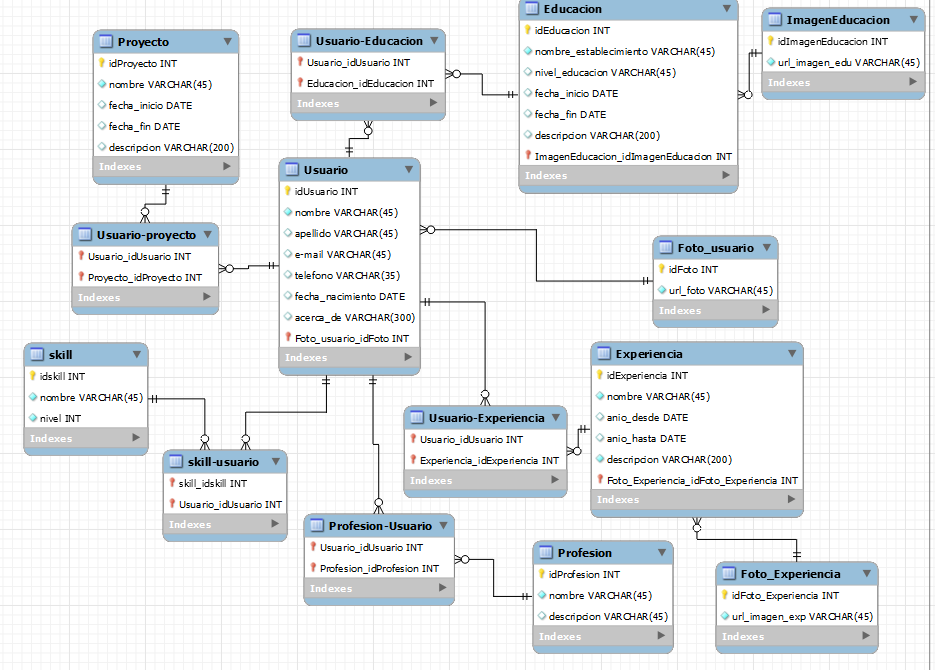 Proyecto
idProyecto INT
nombre VARCHAR(45)
fecha_inicio DATE
fecha_fin DATE
descripcion VARCHAR(200)
Indexes
Usuario-Educacion
Usuario_idUsuario INT
Educacion_idEducacion INT
Indexes
Educacion
idEducacion INT
nombre_establecimiento VARCHAR(45)
nivel_educacion VARCHAR(45)
fecha_inicio DATE
fecha_fin DATE
descripcion VARCHAR(200)
ImagenEducacion_idImagenEducacion INT
Indexes
ImagenEducacion
idImagenEducacion INT
url_imagen_edu VARCHAR(45)
Indexes
Usuario
idUsuario INT
nombre VARCHAR(45)
apellido VARCHAR(45)
e-mail VARCHAR(45)
telefono VARCHAR(35)
fecha_nacimiento DATE
acerca_de VARCHAR(300)
Foto_usuario_idFoto INT
Indexes
Usuario-proyecto
Usuario_idUsuario INT
Proyecto_idProyecto INT
Indexes
Foto_usuario
idFoto INT
url_foto VARCHAR(45)
Indexes
skill
idskill INT
nombre VARCHAR(45)
nivel INT
Indexes
Experiencia
idExperiencia INT
nombre VARCHAR(45)
anio_desde DATE
anio_hasta DATE
descripcion VARCHAR(200)
Foto_Experiencia_idFoto_Experiencia INT
Indexes
Usuario-Experiencia
Usuario_idUsuario INT
Experiencia_idExperiencia INT
Indexes
skill-usuario
skill_idskill INT
Usuario_idUsuario INT
Indexes
Profesion-Usuario
Usuario_idUsuario INT
Profesion_idProfesion INT
Indexes
Profesion
idProfesion INT
nombre VARCHAR(45)
descripcion VARCHAR(45)
Indexes
Foto_Experiencia
idFoto_Experiencia INT
url_imagen_exp VARCHAR(45)
Indexes